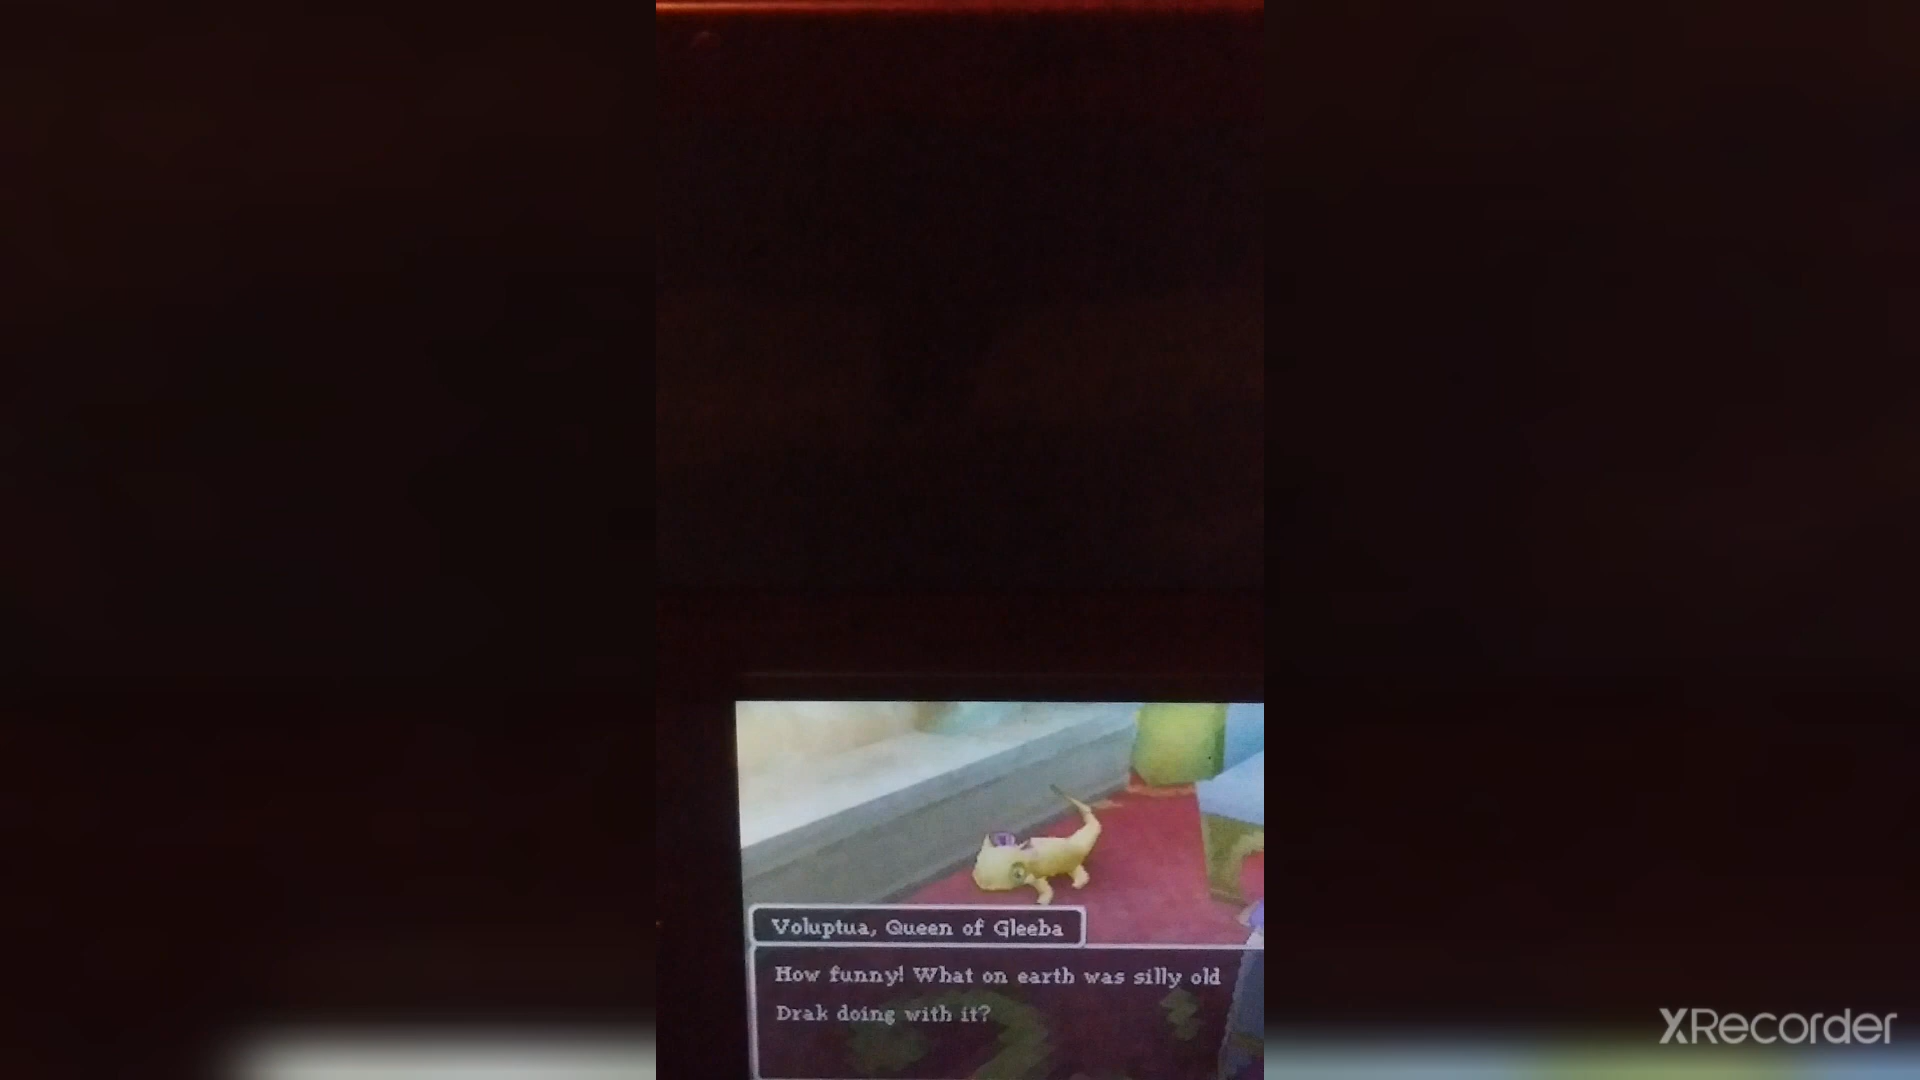 Voluptua, Queen of Gleeba
How funny! What on earth was silly old
Drak doing with it?
XRecorder